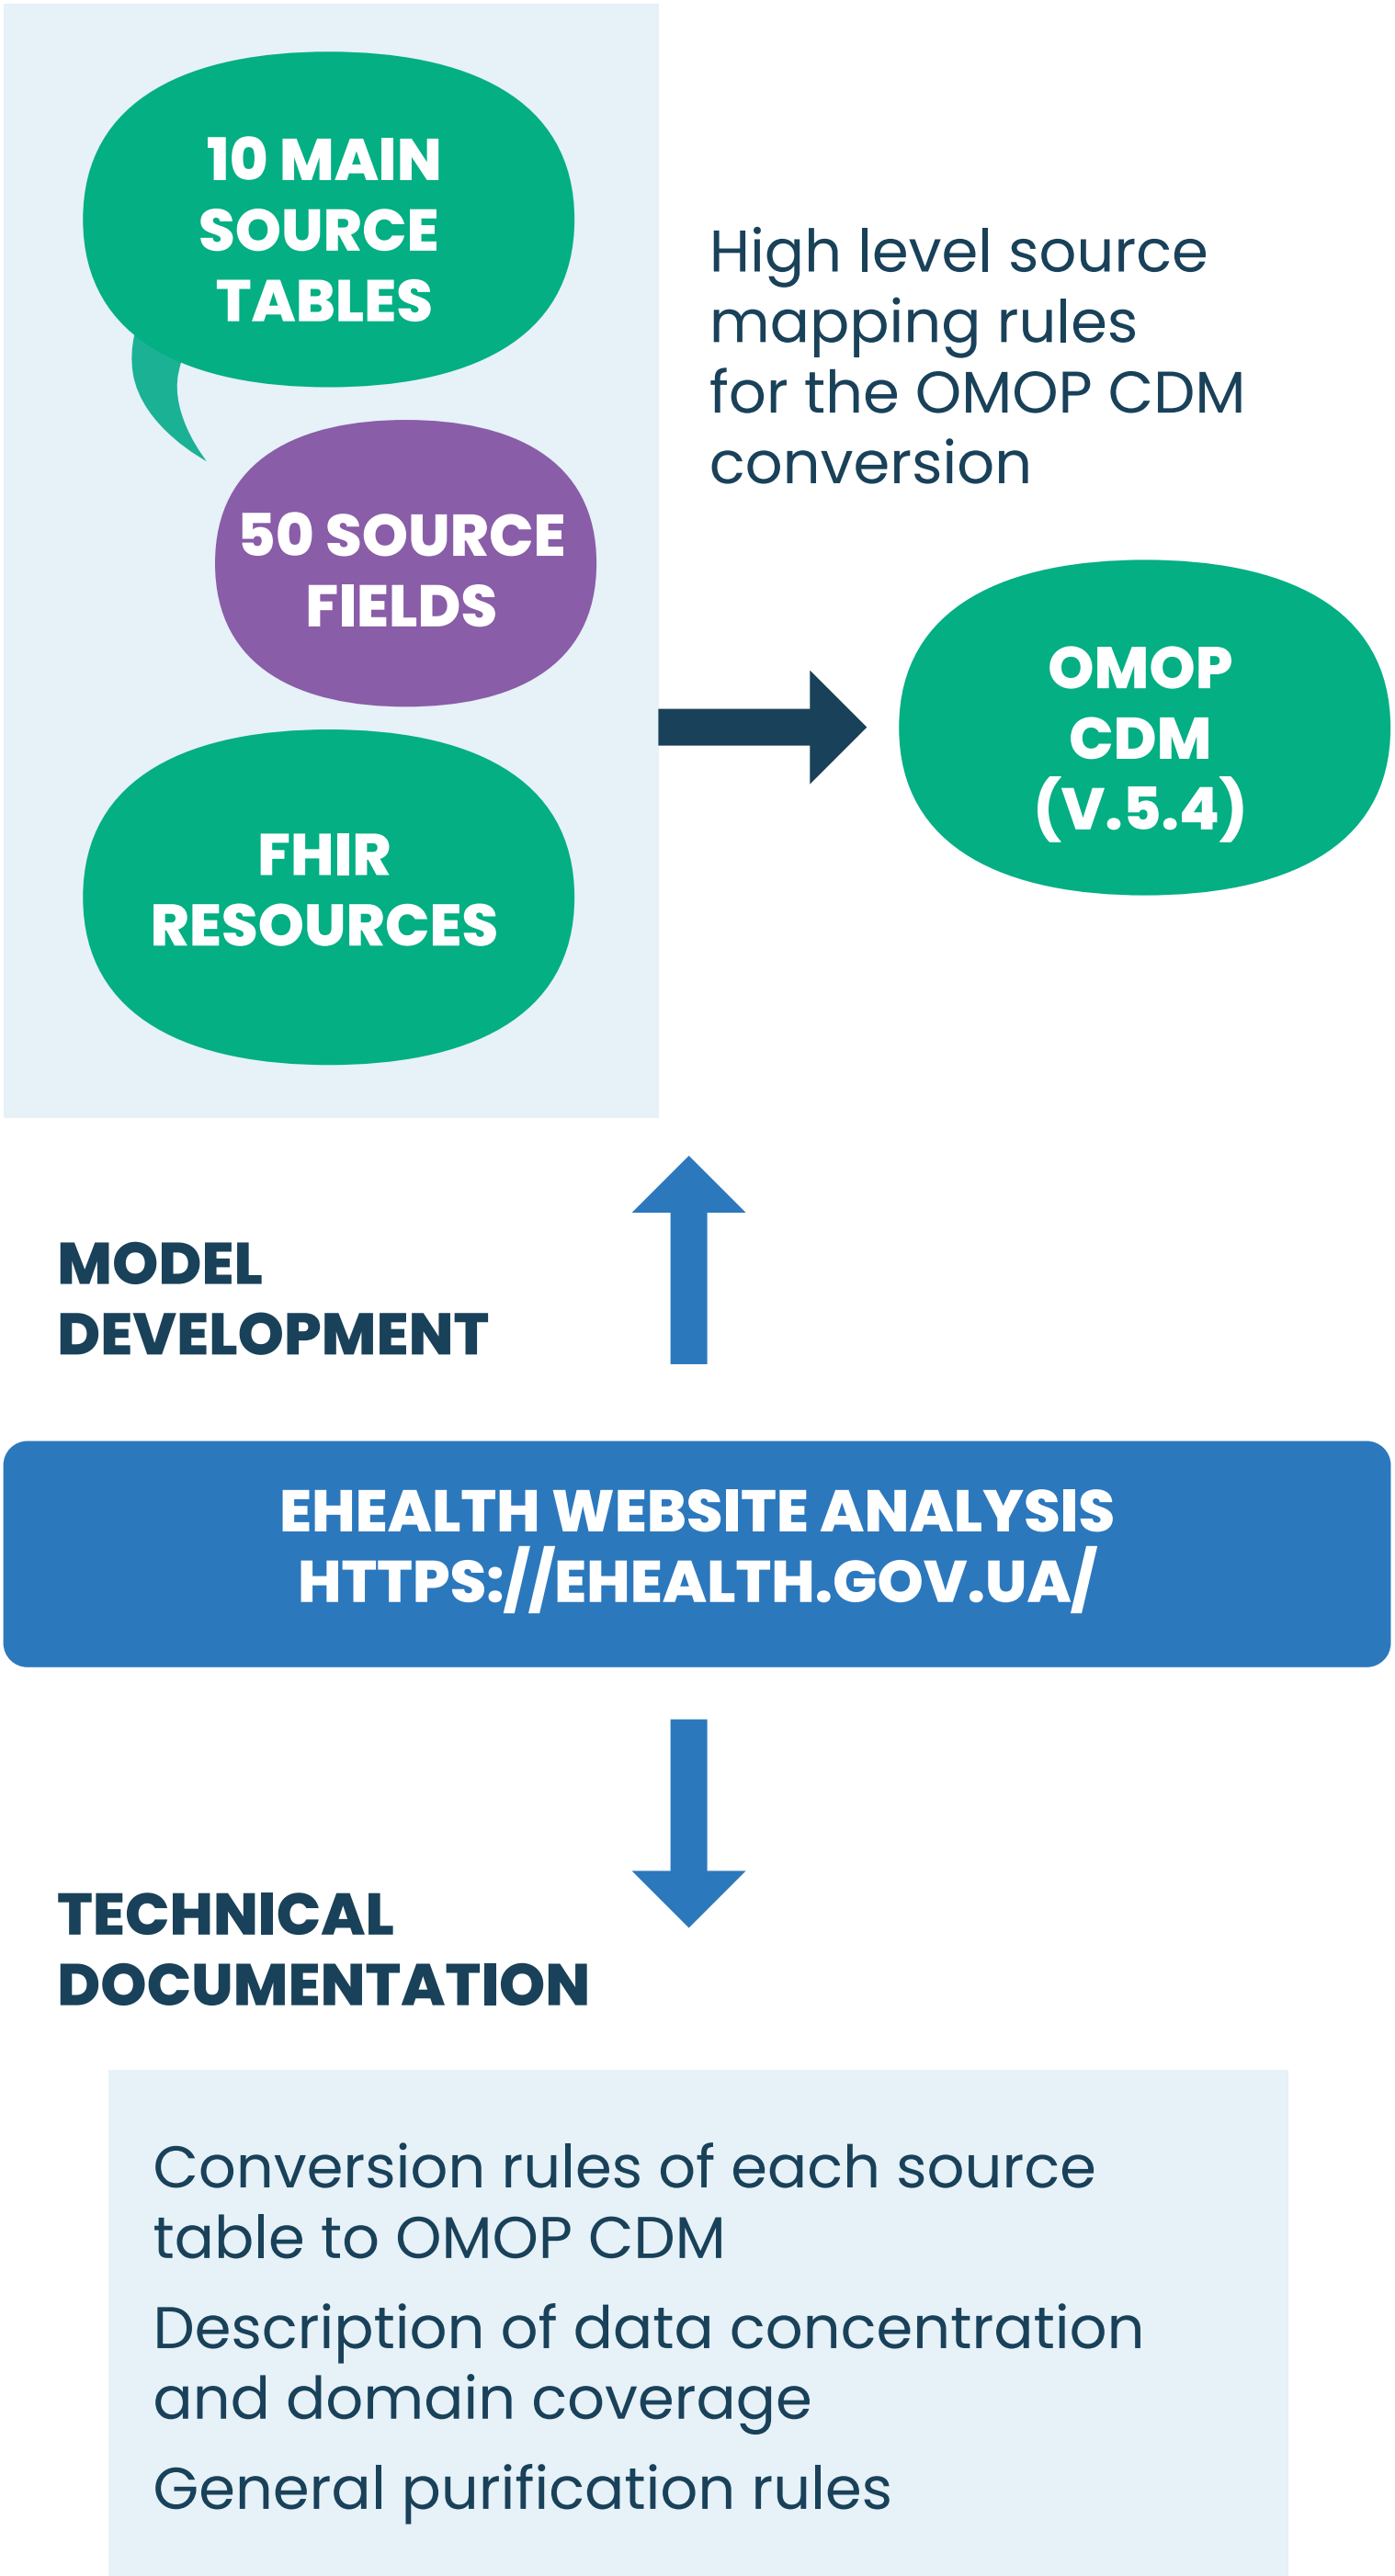 10 MAIN
SOURCE
TABLES
50 SOURCE
FIELDS
FHIR
RESOURCES
High level source
mapping rules
for the OMOP CDM
conversion
OMOP
CDM
(V.5.4)
MODEL
DEVELOPMENT
EHEALTH WEBSITE ANALYSIS
HTTPS://EHEALTH.GOV.UA/
TECHNICAL
DOCUMENTATION
Conversion rules of each source
table to OMOP CDM
Description of data concentration
and domain coverage
General purification rules